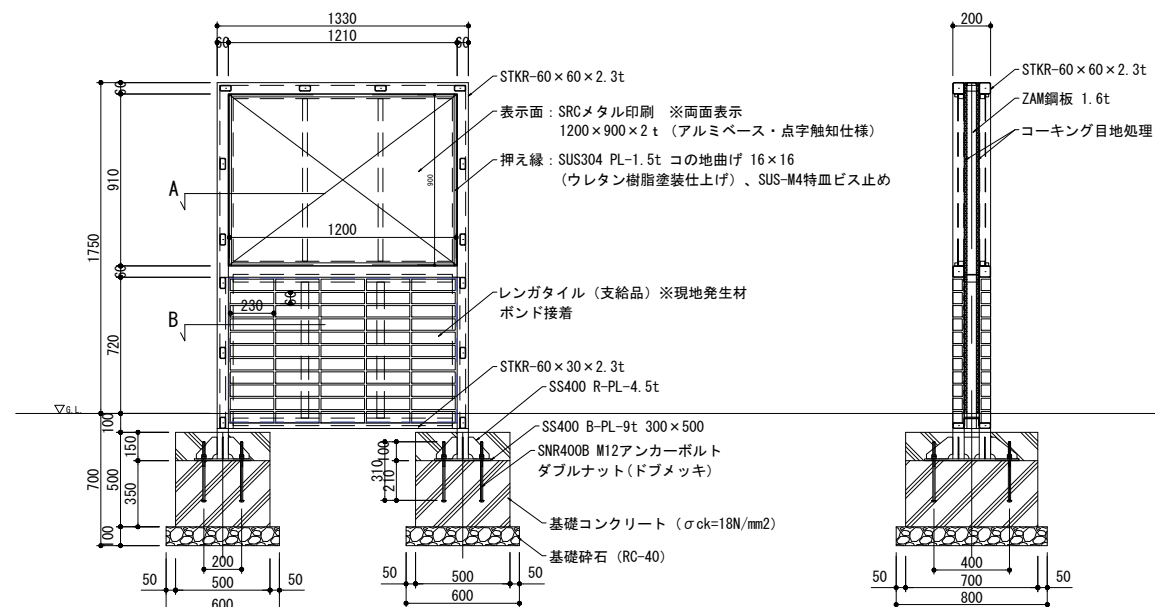 1330
1210
60
60
200
STKR-60×60×2.3t
表示面：SRCメタル印刷　※両面表示
1200×900×2ｔ（アルミベース・点字触知仕様）
押え縁：SUS304 PL-1.5t コの地曲げ 16×16
（ウレタン樹脂塗装仕上げ）、SUS-M4特皿ビス止め
STKR-60×60×2.3t
ZAM鋼板 1.6t
コーキング目地処理
60
910
1750
60
720
A
900
1200
230
60
B
レンガタイル（支給品）※現地発生材
ボンド接着
STKR-60×30×2.3t
SS400 R-PL-4.5t
▽G.L.
SS400 B-PL-9t 300×500
SNR400B M12アンカーボルト
ダブルナット(ドブメッキ)
基礎コンクリート（σck=18N/mm2）
基礎砕石（RC-40）
100
700
500
100
150
350
310
100
210
200
50
500
50
600
50
500
50
600
400
50
700
50
800